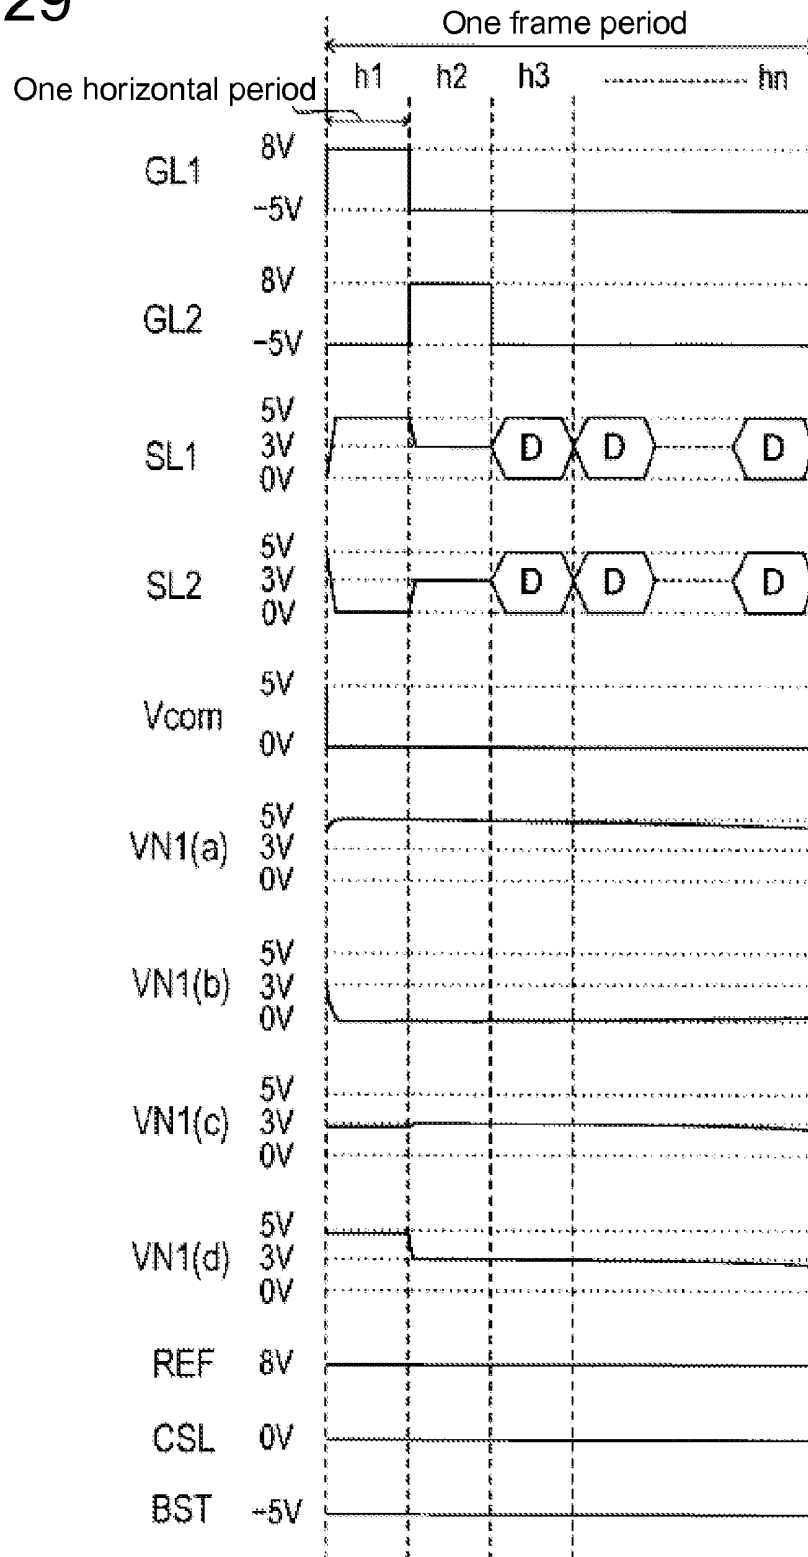 29
One frame period
One horizontal period
h1 h2 h3 hn
GL1 8V −5V
GL2 8V −5V
SL1 5V 3V 0V D D D
SL2 5V 3V 0V D D D
Vcom 5V 0V
VN1(a) 5V 3V 0V
VN1(b) 5V 3V 0V
VN1(c) 5V 3V 0V
VN1(d) 5V 3V 0V
REF 8V
CSL 0V
BST −5V